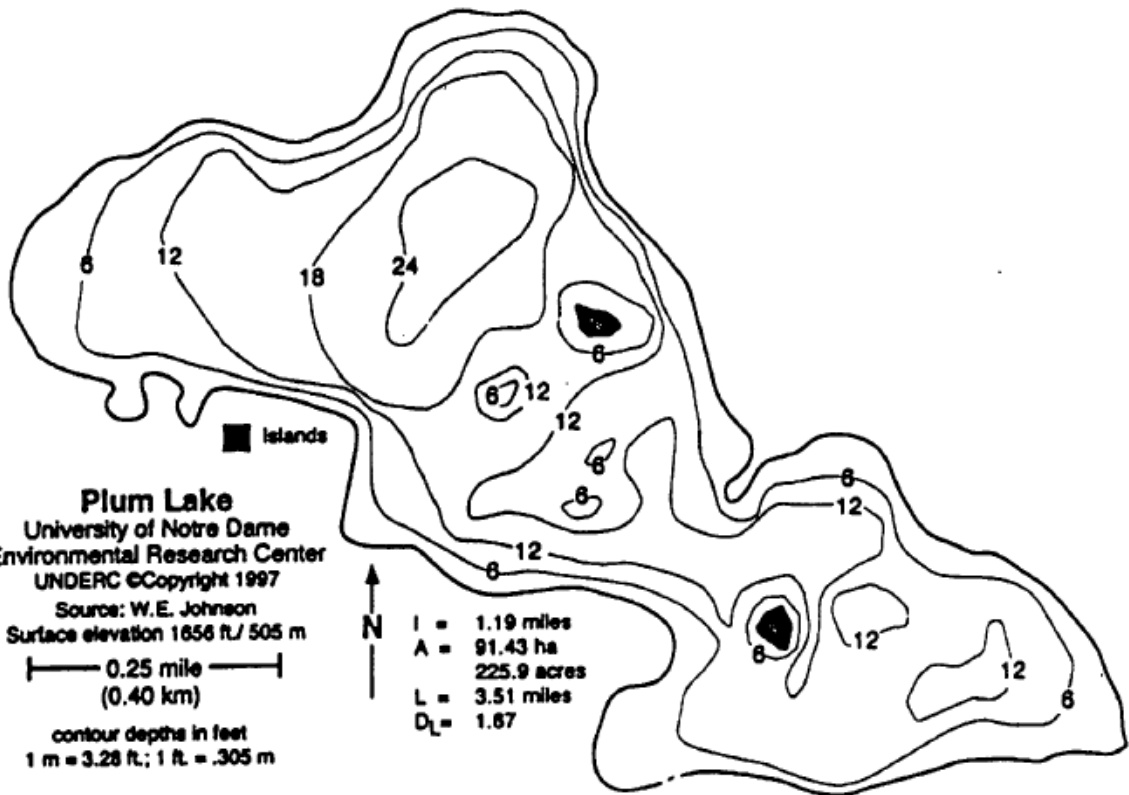 6
12
18
24
6
6
12
12
6
6
Islands
6
12
Plum Lake
University of Notre Dame
Environmental Research Center
UNDERC ©Copyright 1997
Source: W.E. Johnson
Surface elevation 1656 ft./ 505 m
0.25 mile
(0.40 km)
contour depths in feet
1 m = 3.28 ft.; 1 ft. = .305 m
N
12
6
l = 1.19 miles
A = 91.43 ha
225.9 acres
L = 3.51 miles
DL = 1.67
6
12
12
6